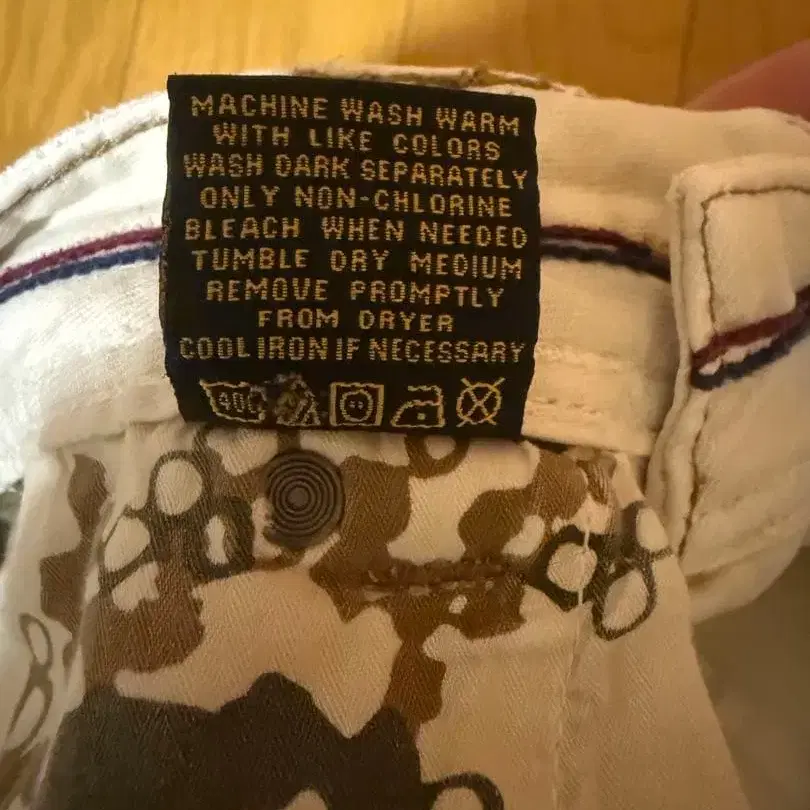 MACHINE WASH WARM
WITH LIKE COLORS
WASH DARK SEPARATELY
ONLY NON-CHLORINE
BLEACH WHEN NEEDED
TUMBLE DRY MEDIUM
REMOVE PROMPTLY
FROM DRYER
COOL IRON IF NECESSARY